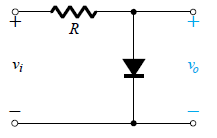 + +
R
vi vo
− −